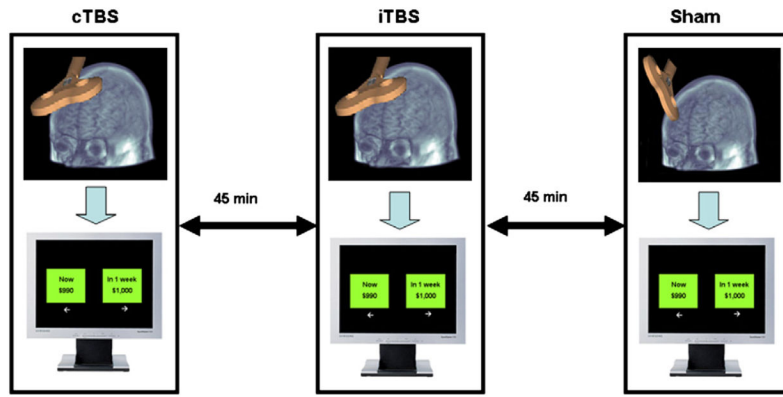 cTBS
iTBS
Sham
45 min
45 min
Now
$990
In 1 week
$1,000
←
→
Now
$990
In 1 week
$1,000
←
→
Now
$990
In 1 week
$1,000
←
→